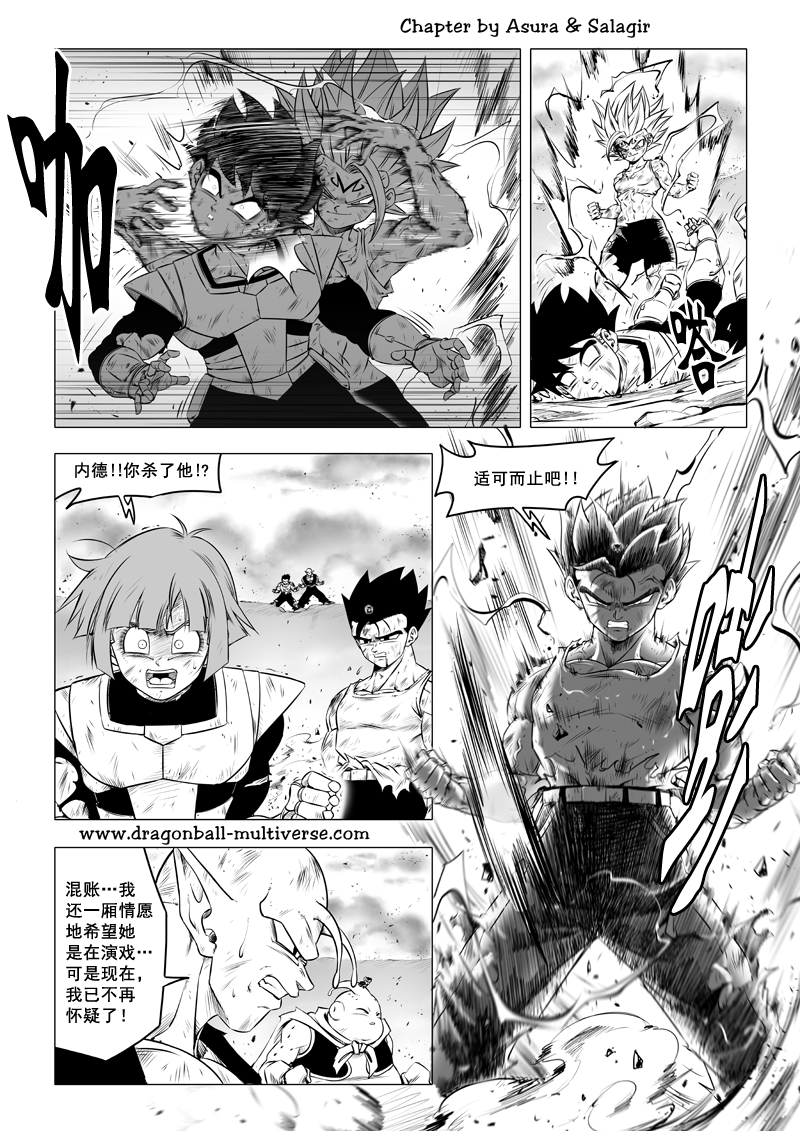 Chapter by Asura & Salagir
咖
嗒
内德!!你杀了他!?
适可而止吧!!
www.dragonball-multiverse.com
混账…我
还一厢情愿
地希望她
是在演戏…
可是现在，
我已不再
怀疑了！